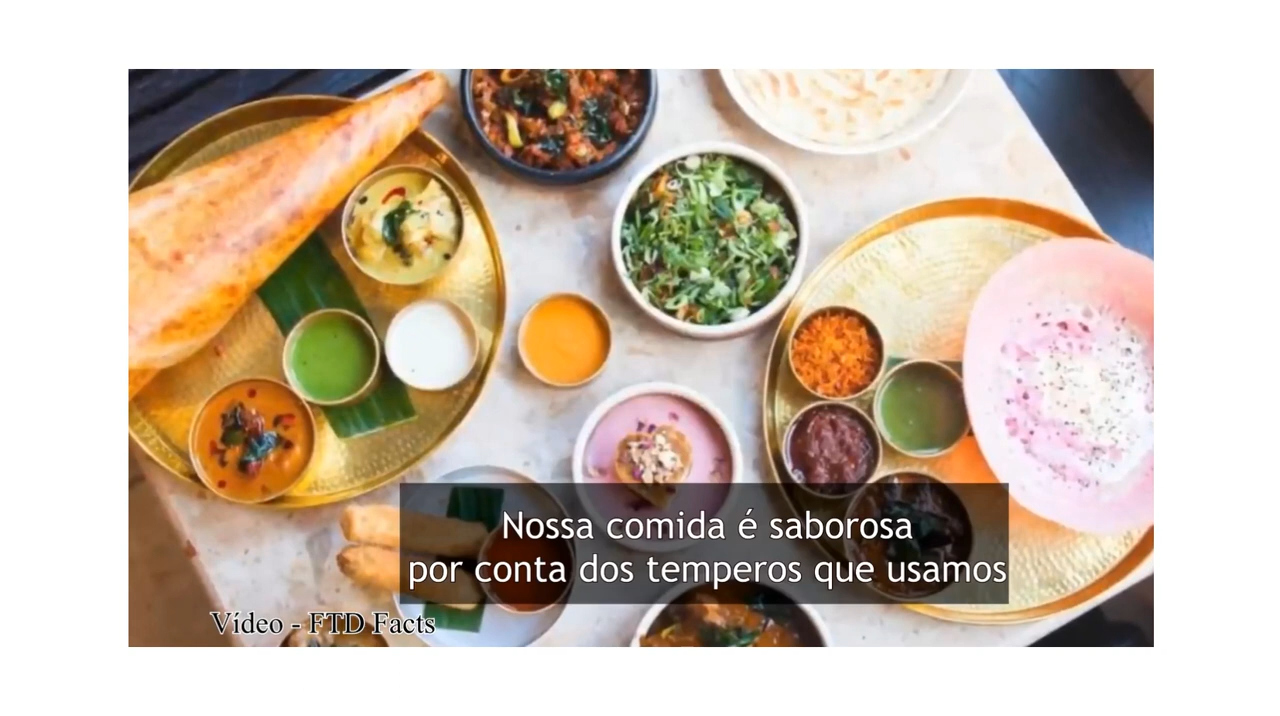 Nossa comida é saborosa
por conta dos temperos que usamos
Vídeo - FTD Facts